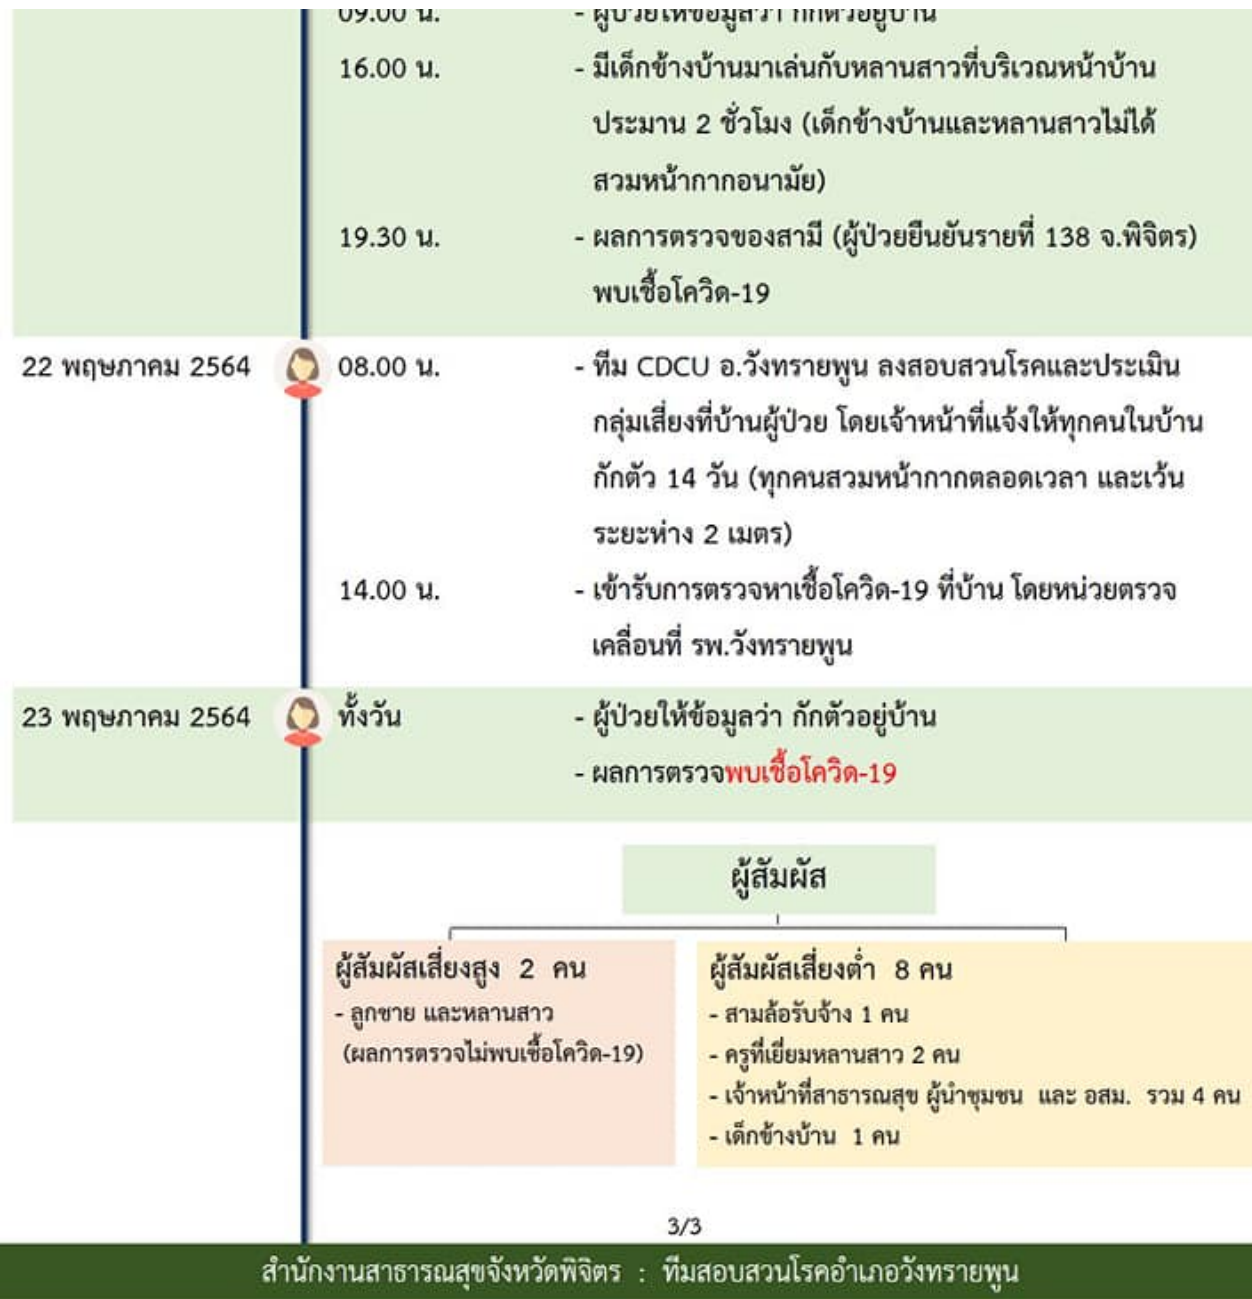 09.00 น. - ผู้ป่วยให้ข้อมูลว่า กักตัวอยู่บ้าน
16.00 น. - มีเด็กข้างบ้านมาเล่นกับหลานสาวที่บริเวณหน้าบ้าน
ประมาน 2 ชั่วโมง (เด็กข้างบ้านและหลานสาวไม่ได้
สวมหน้ากากอนามัย)
19.30 น. - ผลการตรวจของสามี (ผู้ป่วยยืนยันรายที่ 138 จ.พิจิตร)
พบเชื้อโควิด-19
22 พฤษภาคม 2564 08.00 น. - ทีม CDCU อ.วังทรายพูน ลงสอบสวนโรคและประเมิน
กลุ่มเสี่ยงที่บ้านผู้ป่วย โดยเจ้าหน้าที่แจ้งให้ทุกคนในบ้าน
กักตัว 14 วัน (ทุกคนสวมหน้ากากตลอดเวลา และเว้น
ระยะห่าง 2 เมตร)
14.00 น. - เข้ารับการตรวจหาเชื้อโควิด-19 ที่บ้าน โดยหน่วยตรวจ
เคลื่อนที่ รพ.วังทรายพูน
23 พฤษภาคม 2564 ทั้งวัน - ผู้ป่วยให้ข้อมูลว่า กักตัวอยู่บ้าน
- ผลการตรวจพบเชื้อโควิด-19
ผู้สัมผัส
ผู้สัมผัสเสี่ยงสูง 2 คน
- ลูกชาย และหลานสาว
(ผลการตรวจไม่พบเชื้อโควิด-19)
ผู้สัมผัสเสี่ยงต่ำ 8 คน
- สามล้อรับจ้าง 1 คน
- ครูที่เยี่ยมหลานสาว 2 คน
- เจ้าหน้าที่สาธารณสุข ผู้นำชุมชน และ อสม. รวม 4 คน
- เด็กข้างบ้าน 1 คน
3/3
สำนักงานสาธารณสุขจังหวัดพิจิตร : ทีมสอบสวนโรคอำเภอวังทรายพูน